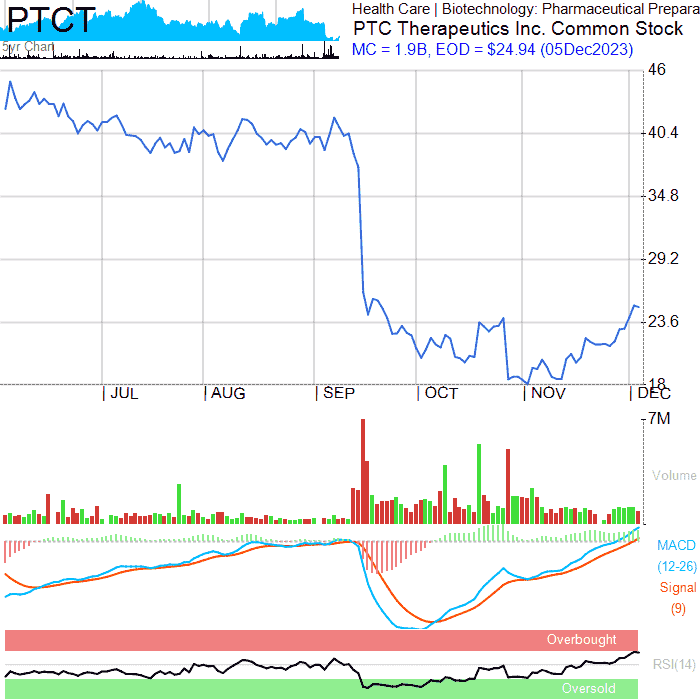 PTCT
5yr Chart
Health Care | Biotechnology: Pharmaceutical Prepara
PTC Therapeutics Inc. Common Stock
MC = 1.9B, EOD = $24.94 (05Dec2023)
46
40.4
34.8
29.2
23.6
18
JUL
AUG
SEP
OCT
NOV
DEC
7M
Volume
MACD
(12-26)
Signal
(9)
Overbought
RSI(14)
Oversold